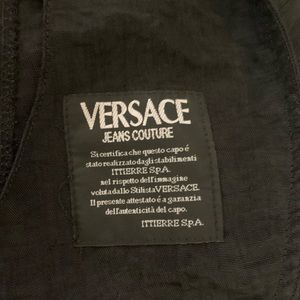 VERSACE
JEANS COUTURE
Si certifica che questo capo é
stato realizzato dagli stabilimenti
ITTIERRE S.p.A.
nel rispetto dell'immagine
voluta dallo Stilista VERSACE.
Il presente attestato é a garanzia
dell'autenticità del capo.
ITTIERRE S.p.A.